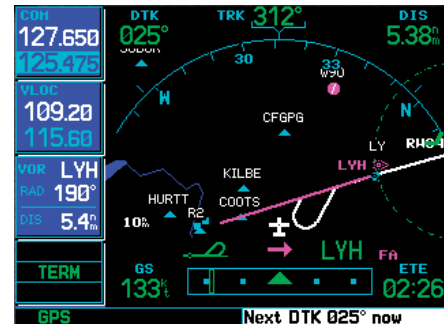 COM
127.650
125.475
VLOC
109.20
115.60
VOR LYH
RAD 190°
DIS 5.4nm
TERM
GPS
DTK
025°
TRK 312°
DIS
5.38nm
30
33
W90
W
N
CFGPG
LY
RW04
LYH
KILBE
HURTT
COOTS
R2
10nm
LYH
FA
GS
133kt
ETE
02:26
Next DTK 025° now